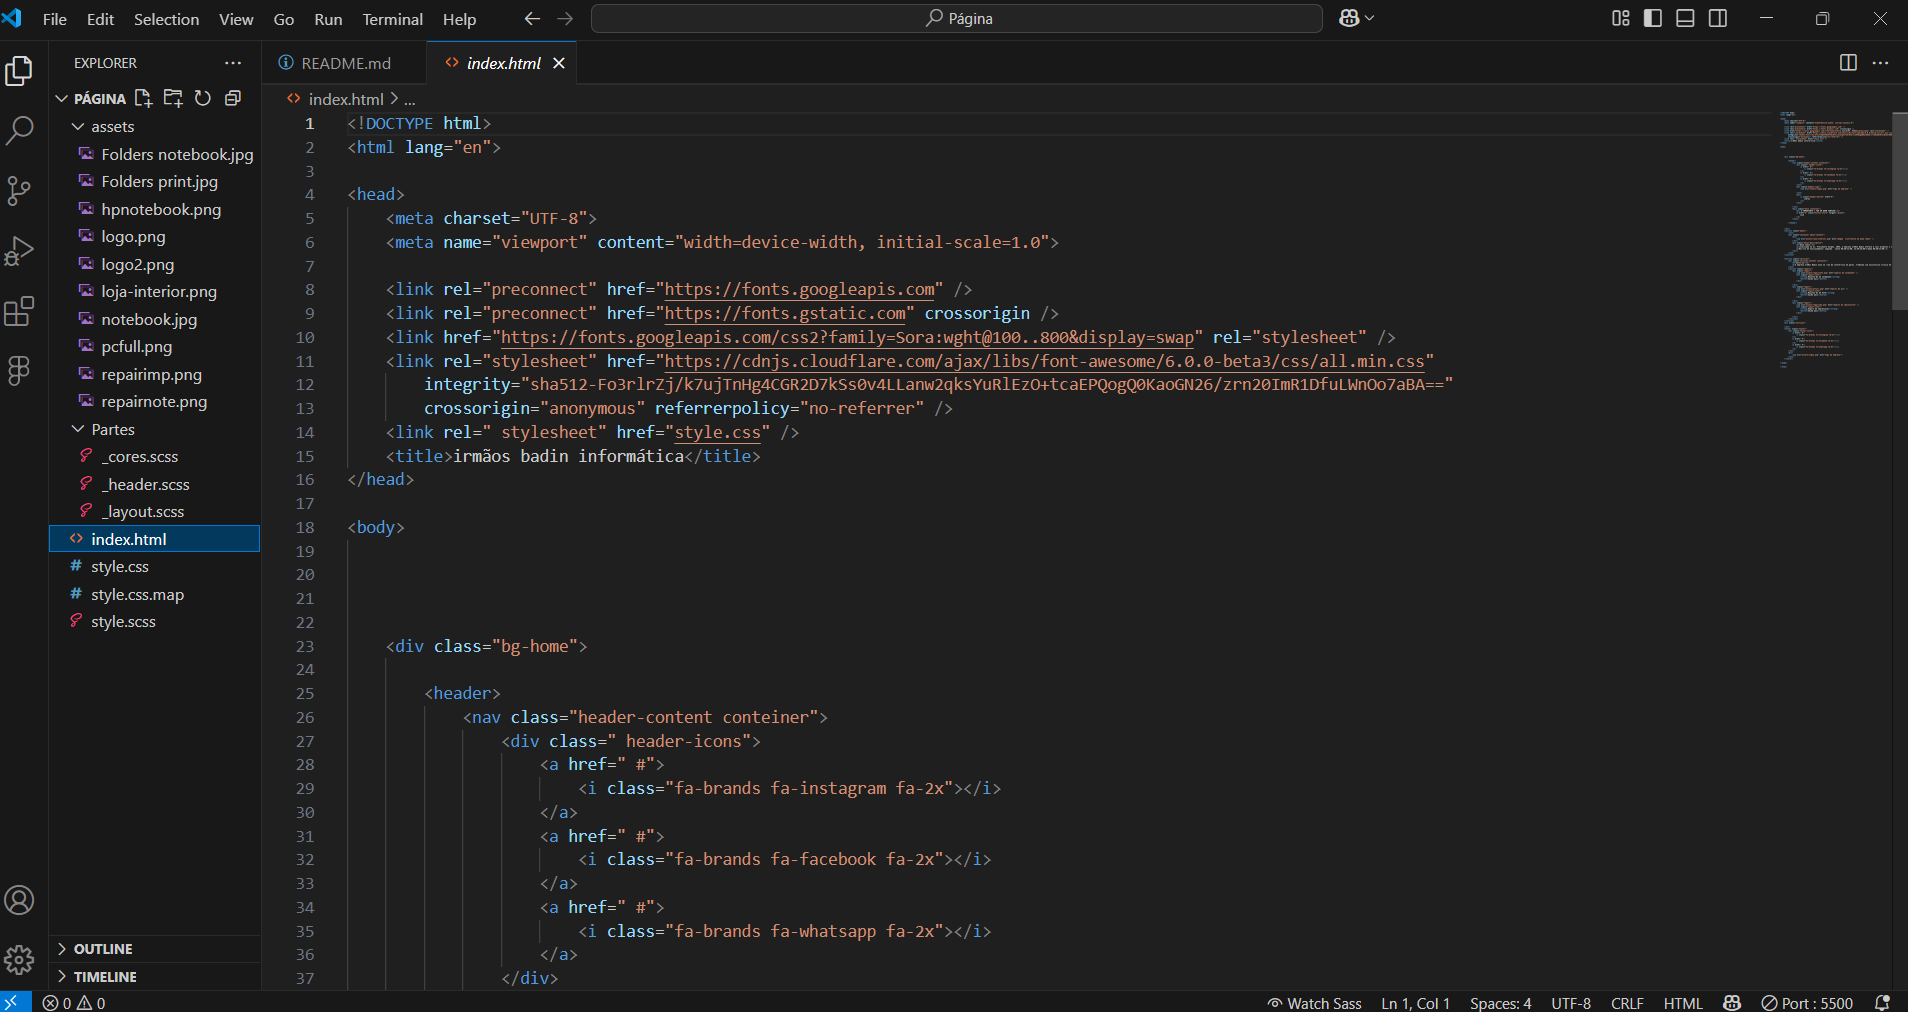 File Edit Selection View Go Run Terminal Help
Página
EXPLORER
PÁGINA
assets
Folders notebook.jpg
Folders print.jpg
hpnotebook.png
logo.png
logo2.png
loja-interior.png
notebook.jpg
pcfull.png
repairimp.png
repairnote.png
Partes
_cores.scss
_header.scss
_layout.scss
index.html
style.css
style.css.map
style.scss
OUTLINE
TIMELINE
README.md
index.html
index.html > ...
1 <!DOCTYPE html>
2 <html lang="en">
3
4 <head>
5 <meta charset="UTF-8">
6 <meta name="viewport" content="width=device-width, initial-scale=1.0">
7
8 <link rel="preconnect" href="https://fonts.googleapis.com" />
9 <link rel="preconnect" href="https://fonts.gstatic.com" crossorigin />
10 <link href="https://fonts.googleapis.com/css2?family=Sora:wght@100..800&display=swap" rel="stylesheet" />
11 <link rel="stylesheet" href="https://cdnjs.cloudflare.com/ajax/libs/font-awesome/6.0.0-beta3/css/all.min.css"
12 integrity="sha512-Fo3rlrZj/k7ujTnHg4CGR2D7kSs0v4LLanw2qksYuRlEzO+tcaEPQogQ0KaoGN26/zrn20ImR1DfuLWnOo7aBA=="
13 crossorigin="anonymous" referrerpolicy="no-referrer" />
14 <link rel=" stylesheet" href="style.css" />
15 <title>irmãos badin informática</title>
16 </head>
17
18 <body>
19
20
21
22
23 <div class="bg-home">
24
25 <header>
26 <nav class="header-content conteiner">
27 <div class=" header-icons">
28 <a href=" #">
29 <i class="fa-brands fa-instagram fa-2x"></i>
30 </a>
31 <a href=" #">
32 <i class="fa-brands fa-facebook fa-2x"></i>
33 </a>
34 <a href=" #">
35 <i class="fa-brands fa-whatsapp fa-2x"></i>
36 </a>
37 </div>
0 0
Watch Sass Ln 1, Col 1 Spaces: 4 UTF-8 CRLF HTML Port : 5500